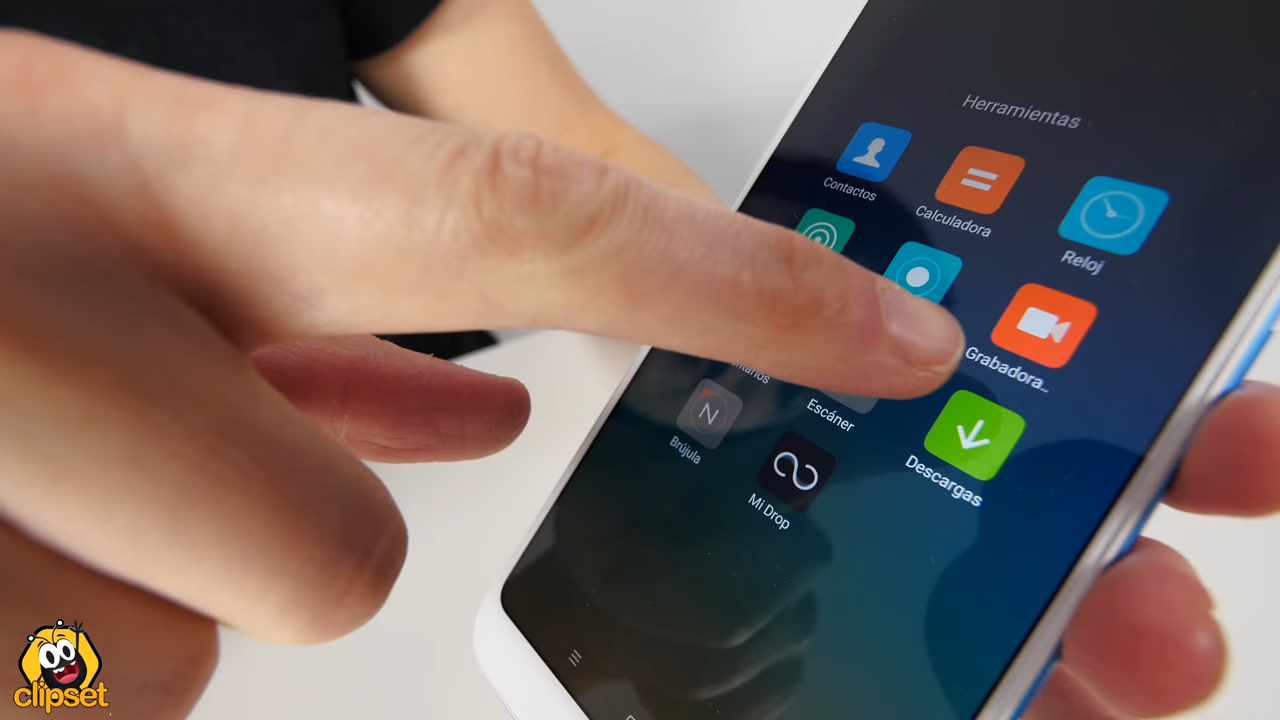 Herramientas
Contactos
Calculadora
Reloj
Grabadora..
Escáner
Descargas
N
Brújula
Mi Drop
clipset